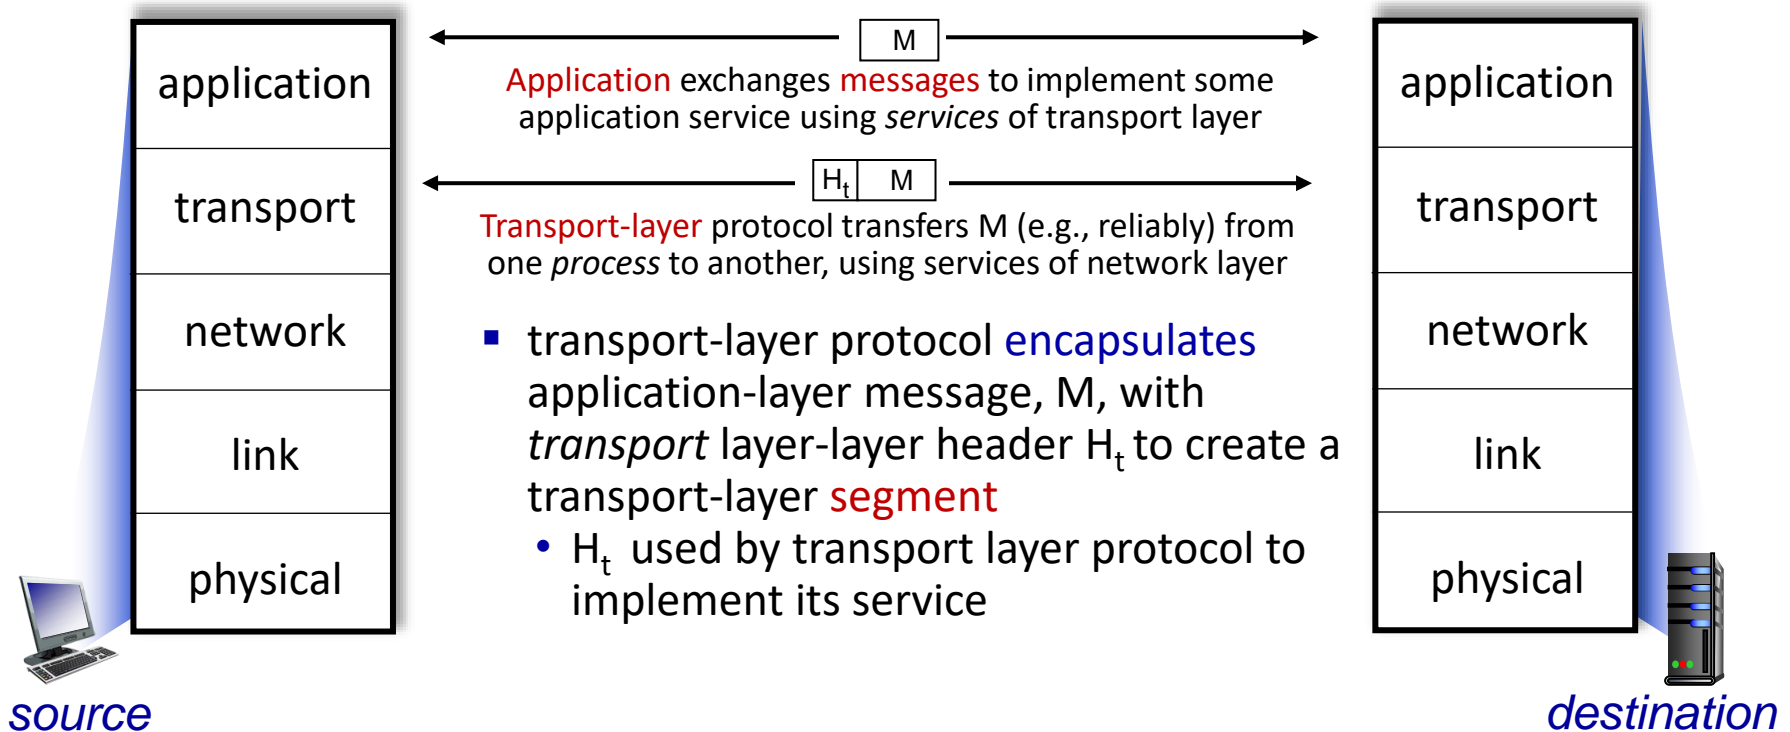 application
transport
network
link
physical
source
M
Application exchanges messages to implement some
application service using services of transport layer
Ht M
Transport-layer protocol transfers M (e.g., reliably) from
one process to another, using services of network layer
▪ transport-layer protocol encapsulates
application-layer message, M, with
transport layer-layer header Ht to create a
transport-layer segment
• Ht used by transport layer protocol to
implement its service
application
transport
network
link
physical
destination